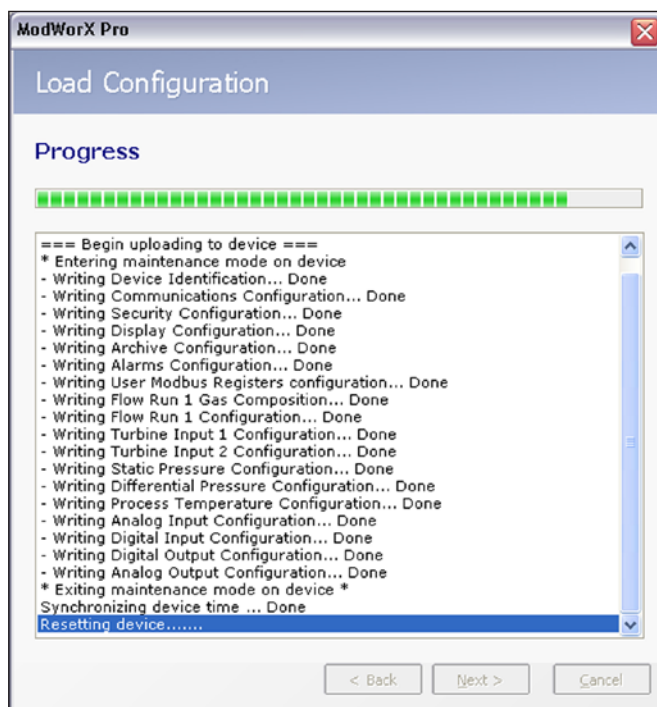 ModWorX Pro
Load Configuration
Progress
=== Begin uploading to device ===
* Entering maintenance mode on device
- Writing Device Identification... Done
- Writing Communications Configuration... Done
- Writing Security Configuration... Done
- Writing Display Configuration... Done
- Writing Archive Configuration... Done
- Writing Alarms Configuration... Done
- Writing User Modbus Registers configuration... Done
- Writing Flow Run 1 Gas Composition... Done
- Writing Flow Run 1 Configuration... Done
- Writing Turbine Input 1 Configuration... Done
- Writing Turbine Input 2 Configuration... Done
- Writing Static Pressure Configuration... Done
- Writing Differential Pressure Configuration... Done
- Writing Process Temperature Configuration... Done
- Writing Analog Input Configuration... Done
- Writing Digital Input Configuration... Done
- Writing Digital Output Configuration... Done
- Writing Analog Output Configuration... Done
* Exiting maintenance mode on device *
Synchronizing device time ... Done
Resetting device.......
< Back Next > Cancel